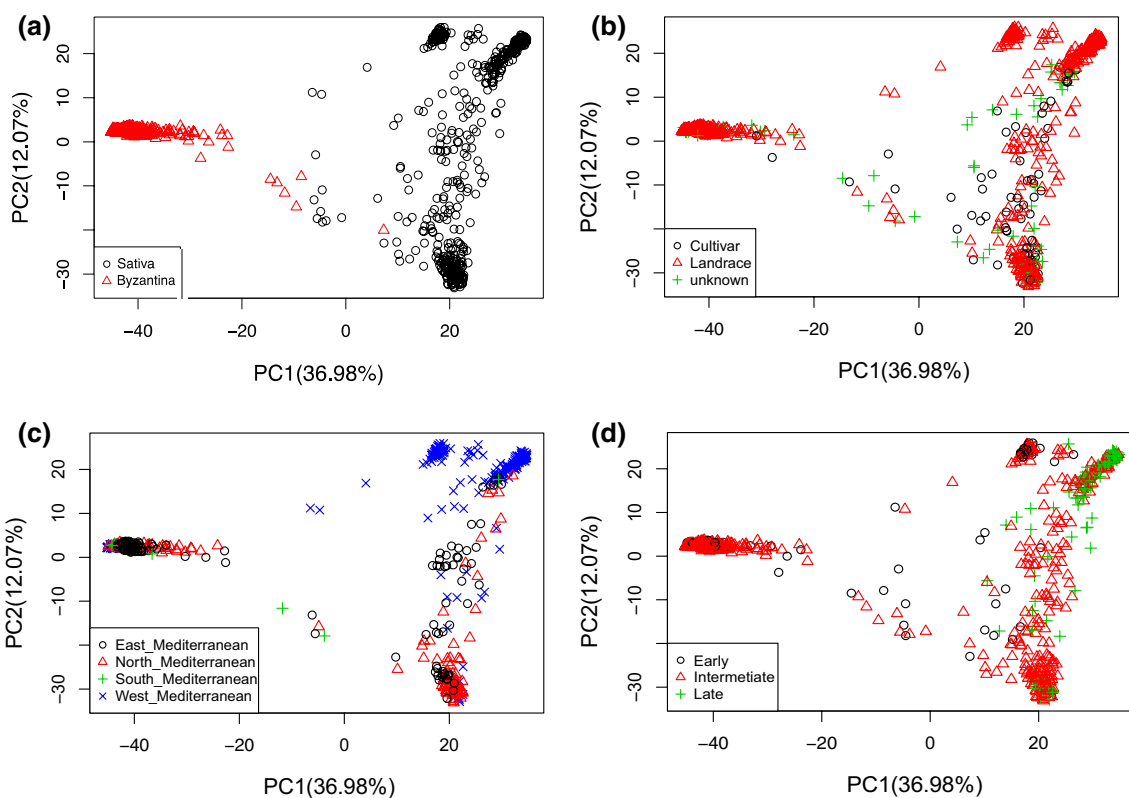 (a)
PC2(12.07%)
20
10
0
−10
−30
Sativa
Byzantina
−40
−20
0
20
PC1(36.98%)
(b)
PC2(12.07%)
20
10
0
−10
−30
Cultivar
Landrace
unknown
−40
−20
0
20
PC1(36.98%)
(c)
PC2(12.07%)
20
10
0
−10
−30
East_Mediterranean
North_Mediterranean
South_Mediterranean
West_Mediterranean
−40
−20
0
20
PC1(36.98%)
(d)
PC2(12.07%)
20
10
0
−10
−30
Early
Intermetiate
Late
−40
−20
0
20
PC1(36.98%)